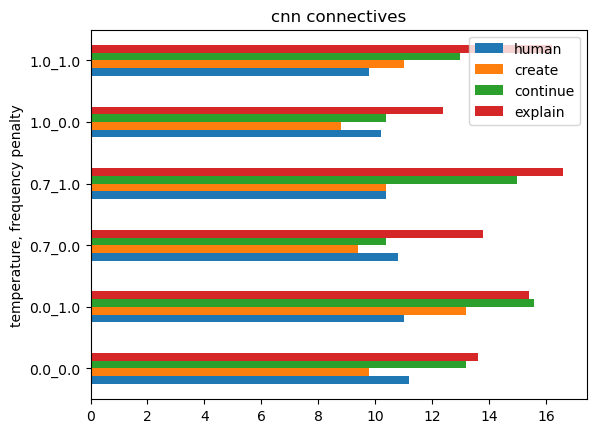 cnn connectives
human
create
continue
explain
temperature, frequency penalty
1.0_1.0
1.0_0.0
0.7_1.0
0.7_0.0
0.0_1.0
0.0_0.0
0 2 4 6 8 10 12 14 16